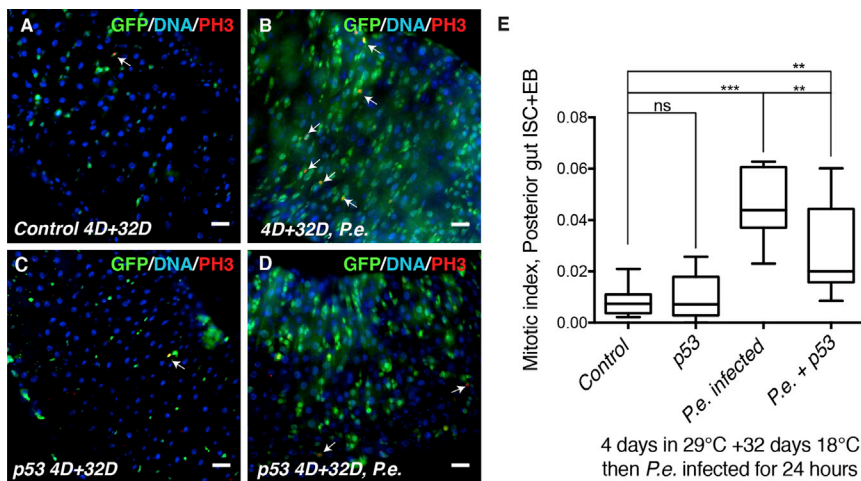 A GFP/DNA/PH3
Control 4D+32D
B GFP/DNA/PH3
4D+32D, P.e.
C GFP/DNA/PH3
p53 4D+32D
D GFP/DNA/PH3
p53 4D+32D, P.e.
E
**
*** **
ns
Mitotic index, Posterior gut ISC+EB
0.08
0.06
0.04
0.02
0.00
Control
p53
P.e. infected
P.e. + p53
4 days in 29°C +32 days 18°C
then P.e. infected for 24 hours